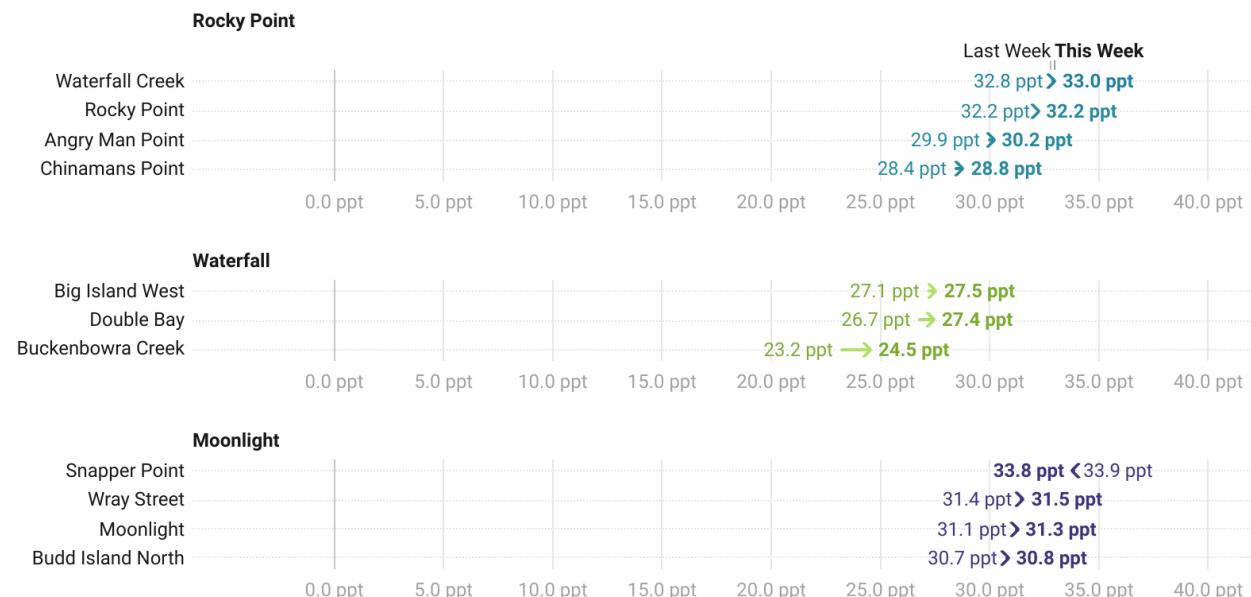 Rocky Point
Last Week This Week
Waterfall Creek 32.8 ppt 33.0 ppt
Rocky Point 32.2 ppt 32.2 ppt
Angry Man Point 29.9 ppt 30.2 ppt
Chinamans Point 28.4 ppt 28.8 ppt
0.0 ppt 5.0 ppt 10.0 ppt 15.0 ppt 20.0 ppt 25.0 ppt 30.0 ppt 35.0 ppt 40.0 ppt
Waterfall
Big Island West 27.1 ppt 27.5 ppt
Double Bay 26.7 ppt 27.4 ppt
Buckenbowra Creek 23.2 ppt 24.5 ppt
0.0 ppt 5.0 ppt 10.0 ppt 15.0 ppt 20.0 ppt 25.0 ppt 30.0 ppt 35.0 ppt 40.0 ppt
Moonlight
Snapper Point 33.8 ppt 33.9 ppt
Wray Street 31.4 ppt 31.5 ppt
Moonlight 31.1 ppt 31.3 ppt
Budd Island North 30.7 ppt 30.8 ppt
0.0 ppt 5.0 ppt 10.0 ppt 15.0 ppt 20.0 ppt 25.0 ppt 30.0 ppt 35.0 ppt 40.0 ppt